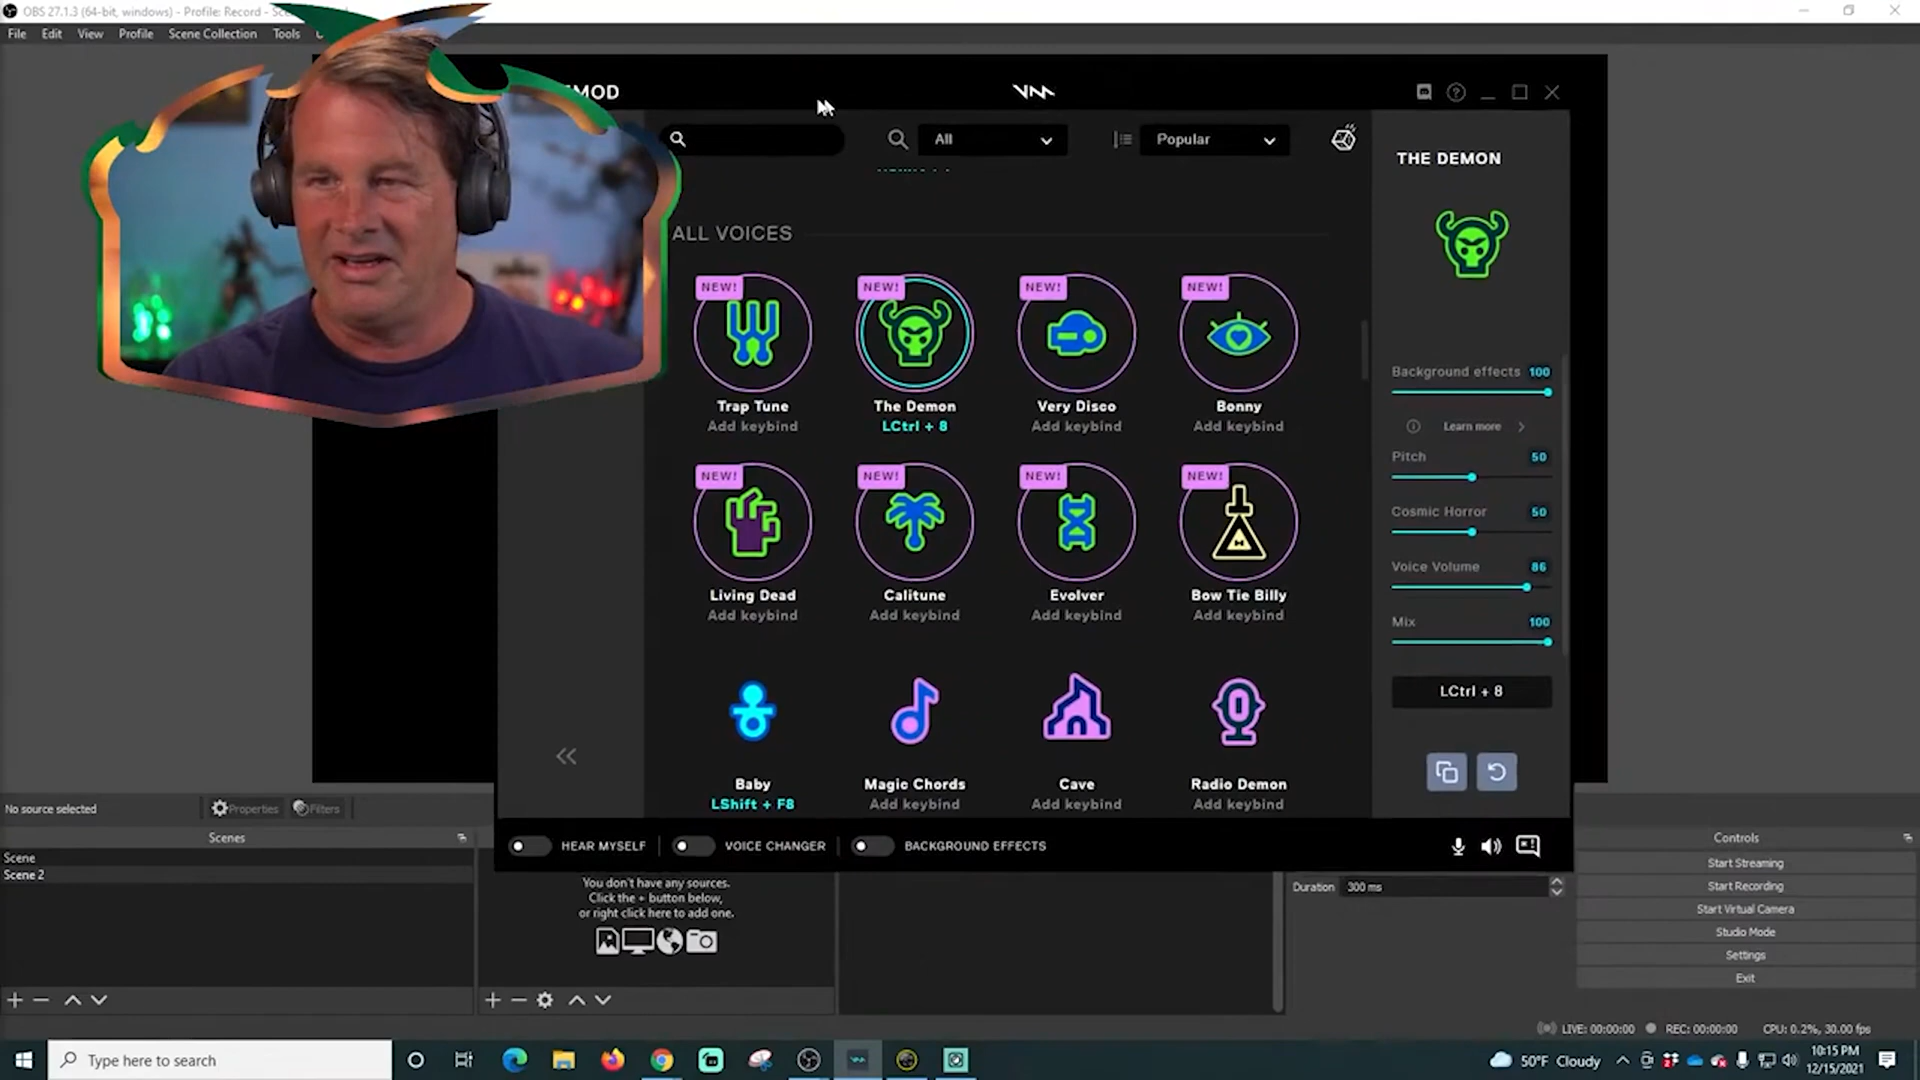 OBS 27.1.3 (64-bit, windows) - Profile: Record - Sc
File Edit View Profile Scene Collection Tools
MOD
All
Popular
THE DEMON
ALL VOICES
NEW! NEW! NEW! NEW!
Trap Tune The Demon Very Disco Bonny
Add keybind LCtrl + 8 Add keybind Add keybind
NEW! NEW! NEW! NEW!
Living Dead Calitune Evolver Bow Tie Billy
Add keybind Add keybind Add keybind Add keybind
Baby Magic Chords Cave Radio Demon
LShift + F8 Add keybind Add keybind Add keybind
Background effects 100
Learn more
Pitch 50
Cosmic Horror 50
Voice Volume 86
Mix 100
LCtrl + 8
HEAR MYSELF VOICE CHANGER BACKGROUND EFFECTS
No source selected Properties Filters
Scenes
Scene
Scene 2
You don't have any sources.
Click the + button below,
or right click here to add one.
Duration 300 ms
Controls
Start Streaming
Start Recording
Start Virtual Camera
Studio Mode
Settings
Exit
LIVE: 00:00:00 REC: 00:00:00 CPU: 0.2%, 30.00 fps
Type here to search
50°F Cloudy
10:15 PM
12/15/2021